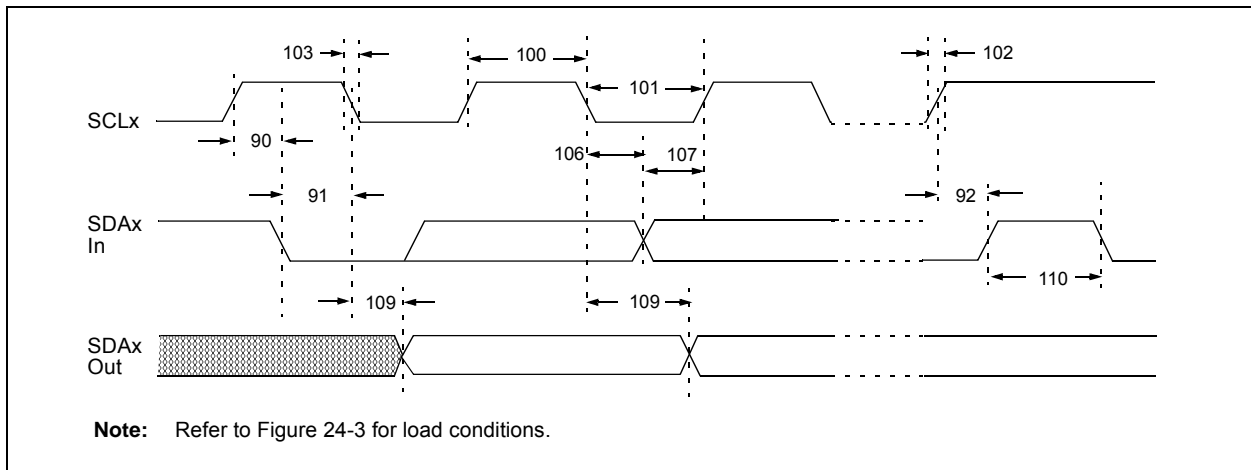 103
100
102
101
SCLx
90
106
107
91
92
SDAx
In
110
109
109
SDAx
Out
Note: Refer to Figure 24-3 for load conditions.